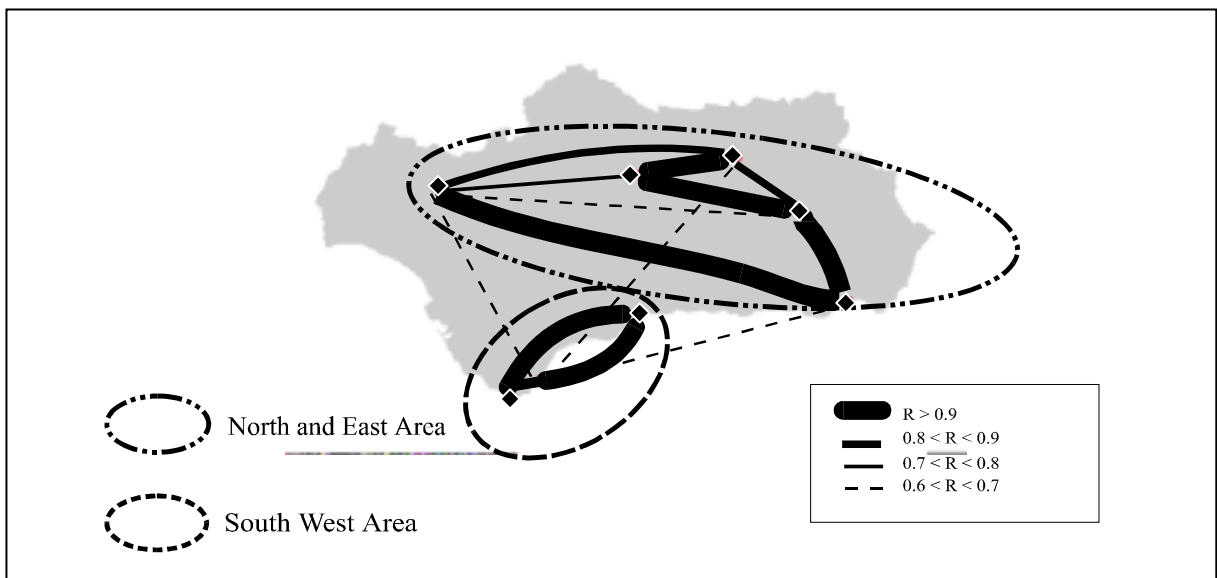 North and East Area
South West Area
R > 0.9
0.8 < R < 0.9
0.7 < R < 0.8
0.6 < R < 0.7